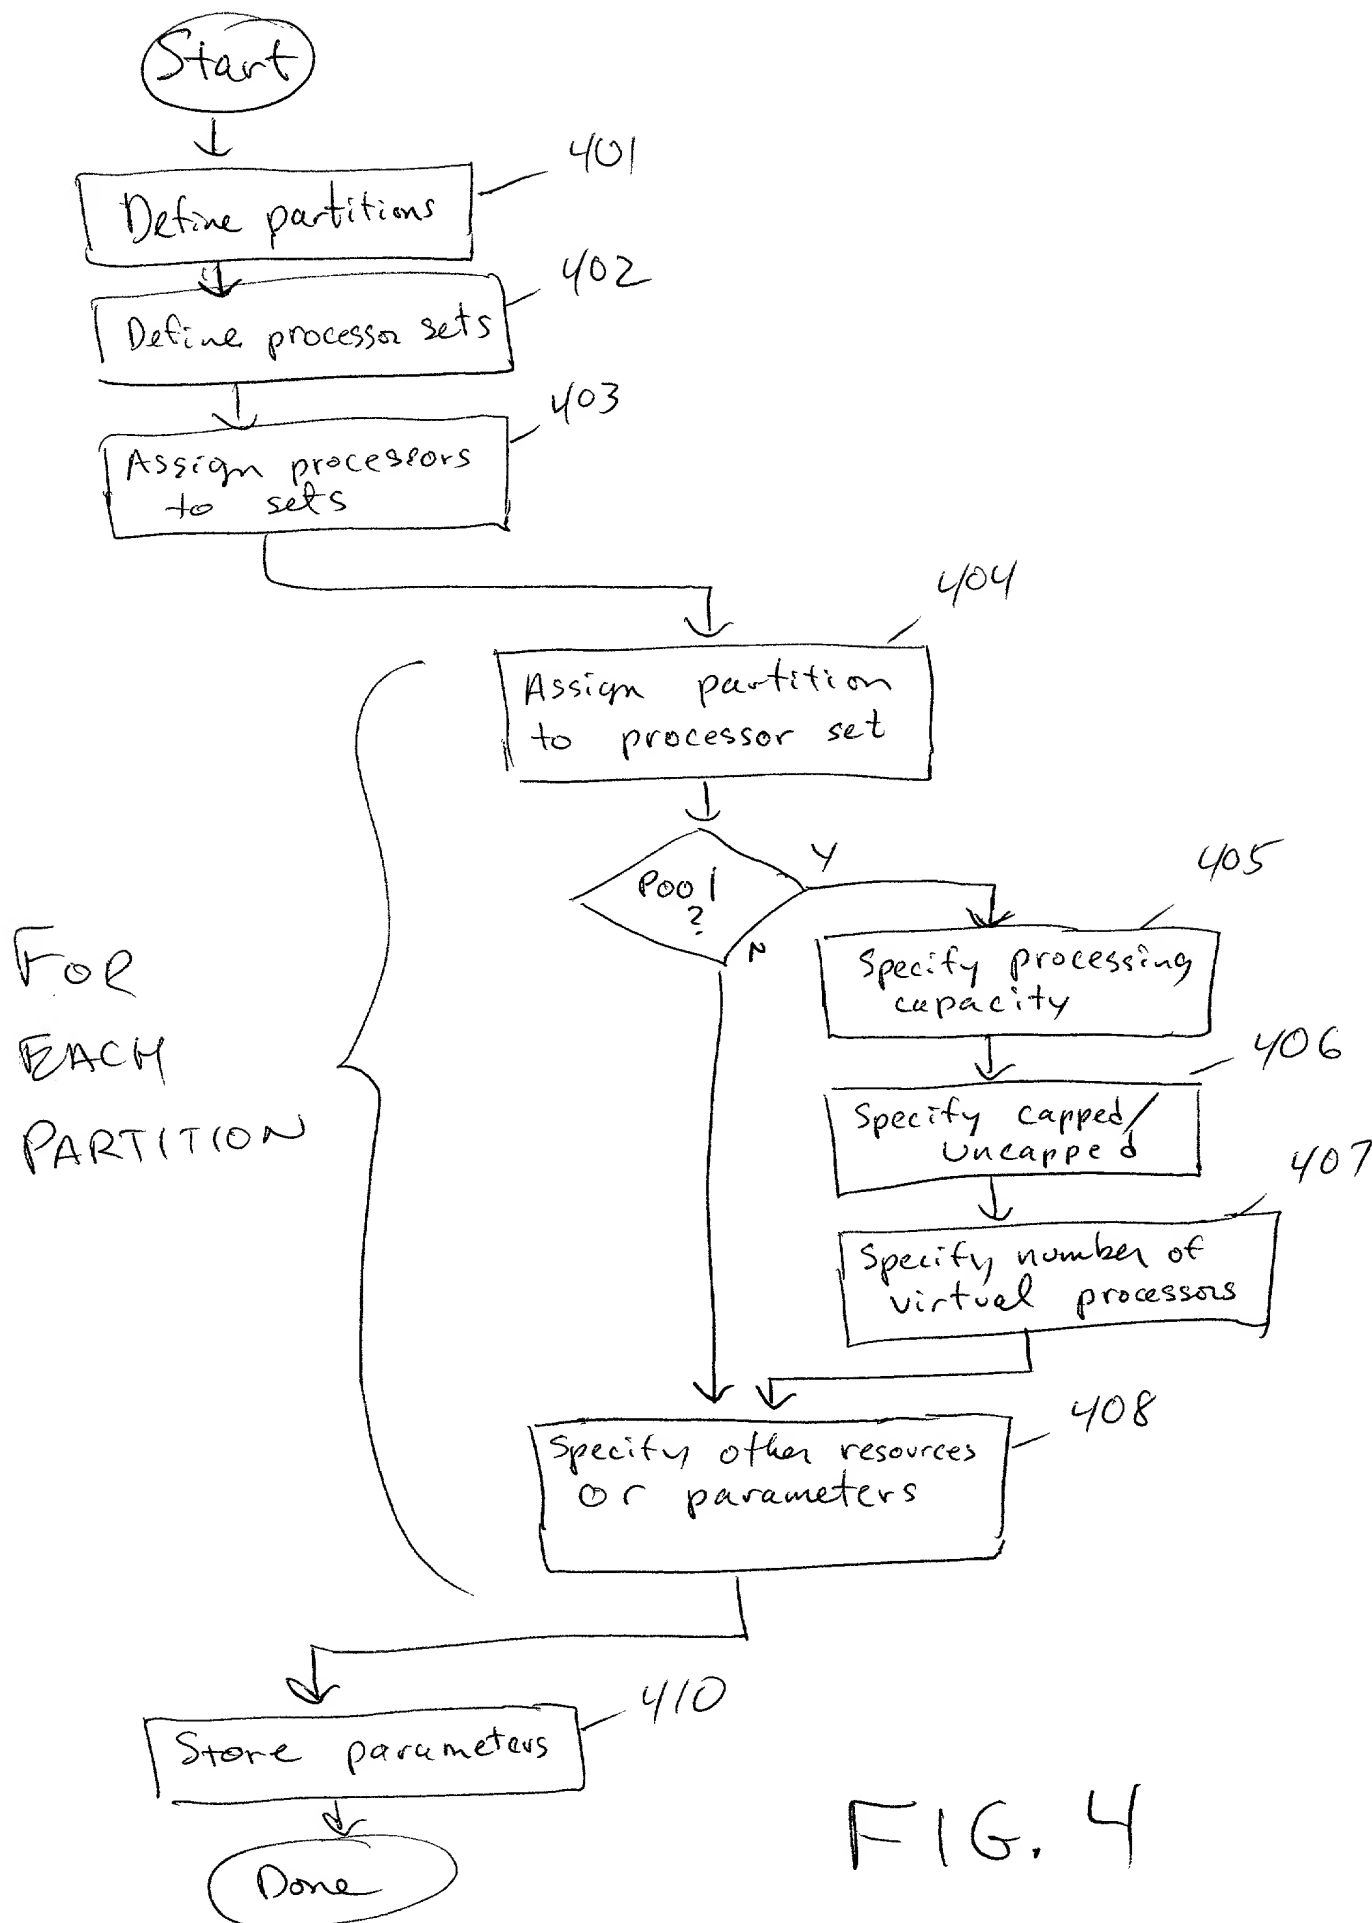 Start
401
Define partitions
402
Define processor sets
403
Assign processors
to sets
404
Assign partition
to processor set
Pool
?
Y
N
405
Specify processing
capacity
406
Specify capped/
Uncapped
407
Specify number of
virtual processors
FOR
EACH
PARTITION
408
Specify other resources
or parameters
410
Store parameters
Done
FIG. 4